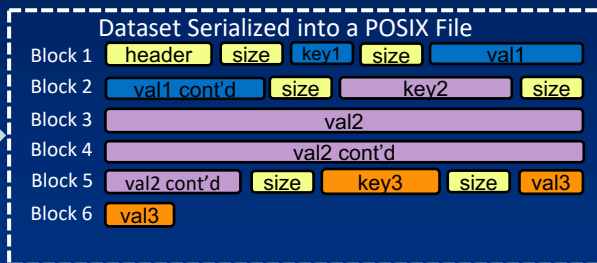 Dataset Serialized into a POSIX File
Block 1 header size key1 size val1
Block 2 val1 cont'd size key2 size
Block 3 val2
Block 4 val2 cont'd
Block 5 val2 cont'd size key3 size val3
Block 6 val3